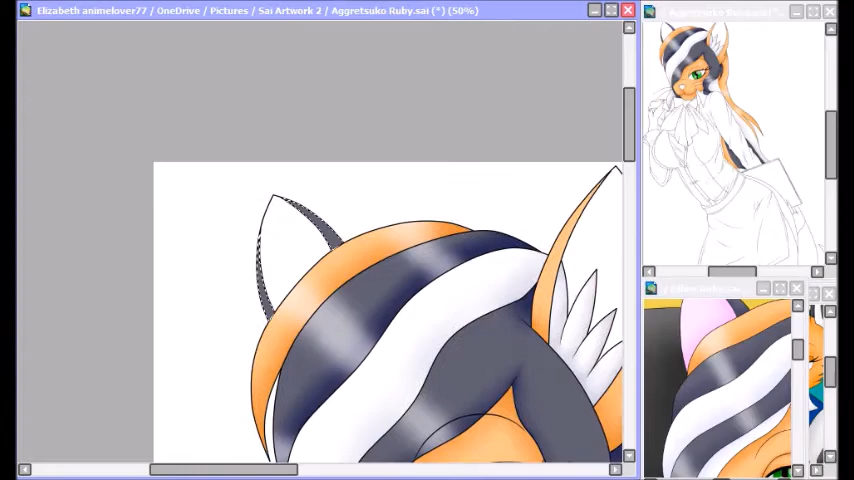 Elizabeth animelover77 / OneDrive / Pictures / Sai Artwork 2 / Aggretsuko Ruby.sai (*) (50%)